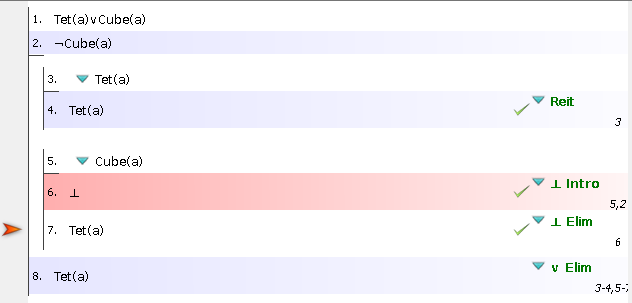 1. Tet(a)∨Cube(a)
2. ¬Cube(a)
3. Tet(a)
4. Tet(a) Reit
3
5. Cube(a)
6. ⊥ ⊥ Intro
5,2
7. Tet(a) ⊥ Elim
6
8. Tet(a) ∨ Elim
3-4,5-